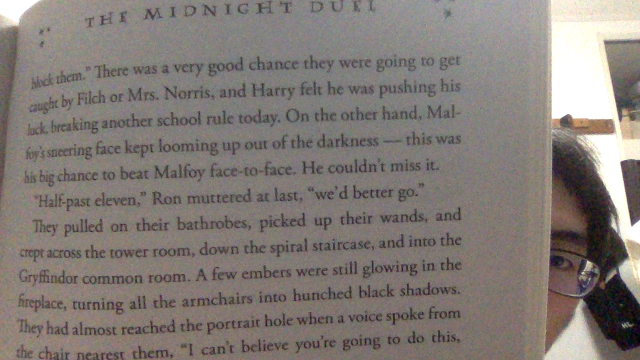 THE MIDNIGHT DUEL
block them.” There was a very good chance they were going to get
caught by Filch or Mrs. Norris, and Harry felt he was pushing his
luck, breaking another school rule today. On the other hand, Mal-
foy’s sneering face kept looming up out of the darkness — this was
his big chance to beat Malfoy face-to-face. He couldn’t miss it.
“Half-past eleven,” Ron muttered at last, “we’d better go.”
They pulled on their bathrobes, picked up their wands, and
crept across the tower room, down the spiral staircase, and into the
Gryffindor common room. A few embers were still glowing in the
fireplace, turning all the armchairs into hunched black shadows.
They had almost reached the portrait hole when a voice spoke from
the chair nearest them, “I can’t believe you’re going to do this,